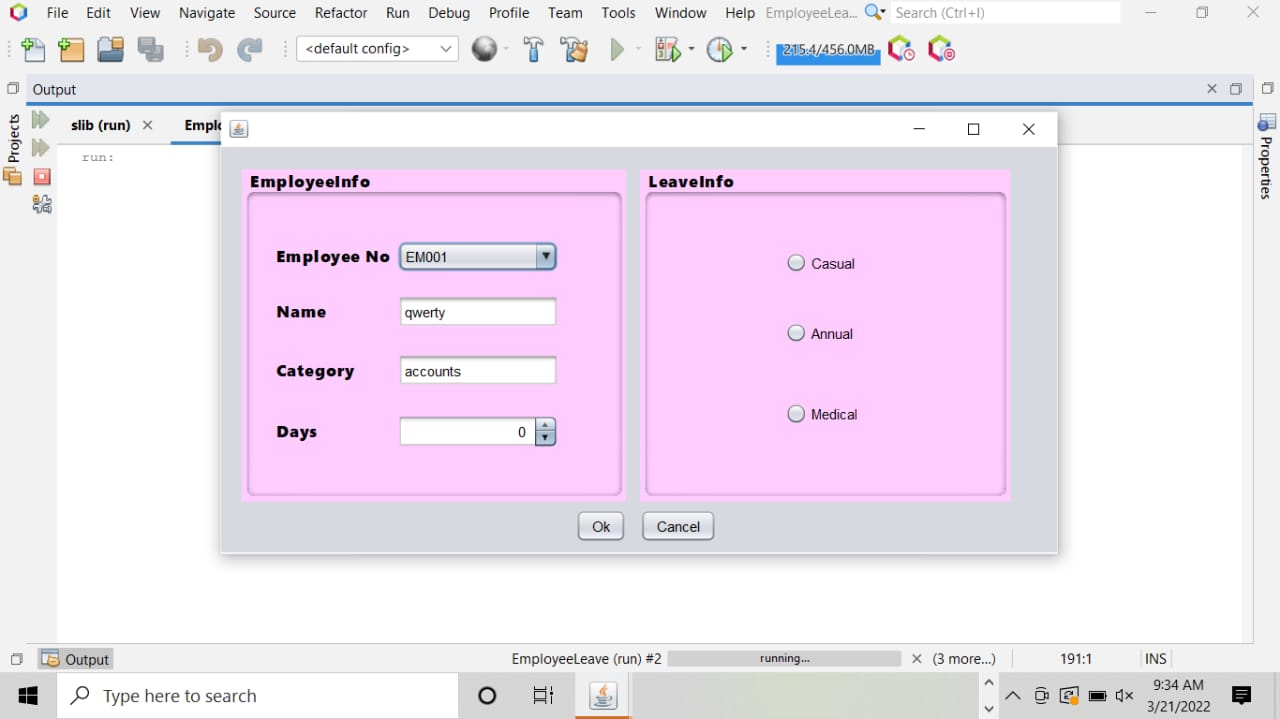 File Edit View Navigate Source Refactor Run Debug Profile Team Tools Window Help EmployeeLea... Search (Ctrl+I)
<default config> 215.4/456.0MB
Output
Projects
slib (run) Emplo
run:
Properties
EmployeeInfo
Employee No EM001
Name qwerty
Category accounts
Days 0
LeaveInfo
Casual
Annual
Medical
Ok Cancel
Output EmployeeLeave (run) #2 running... (3 more...) 191:1 INS
Type here to search
9:34 AM
3/21/2022